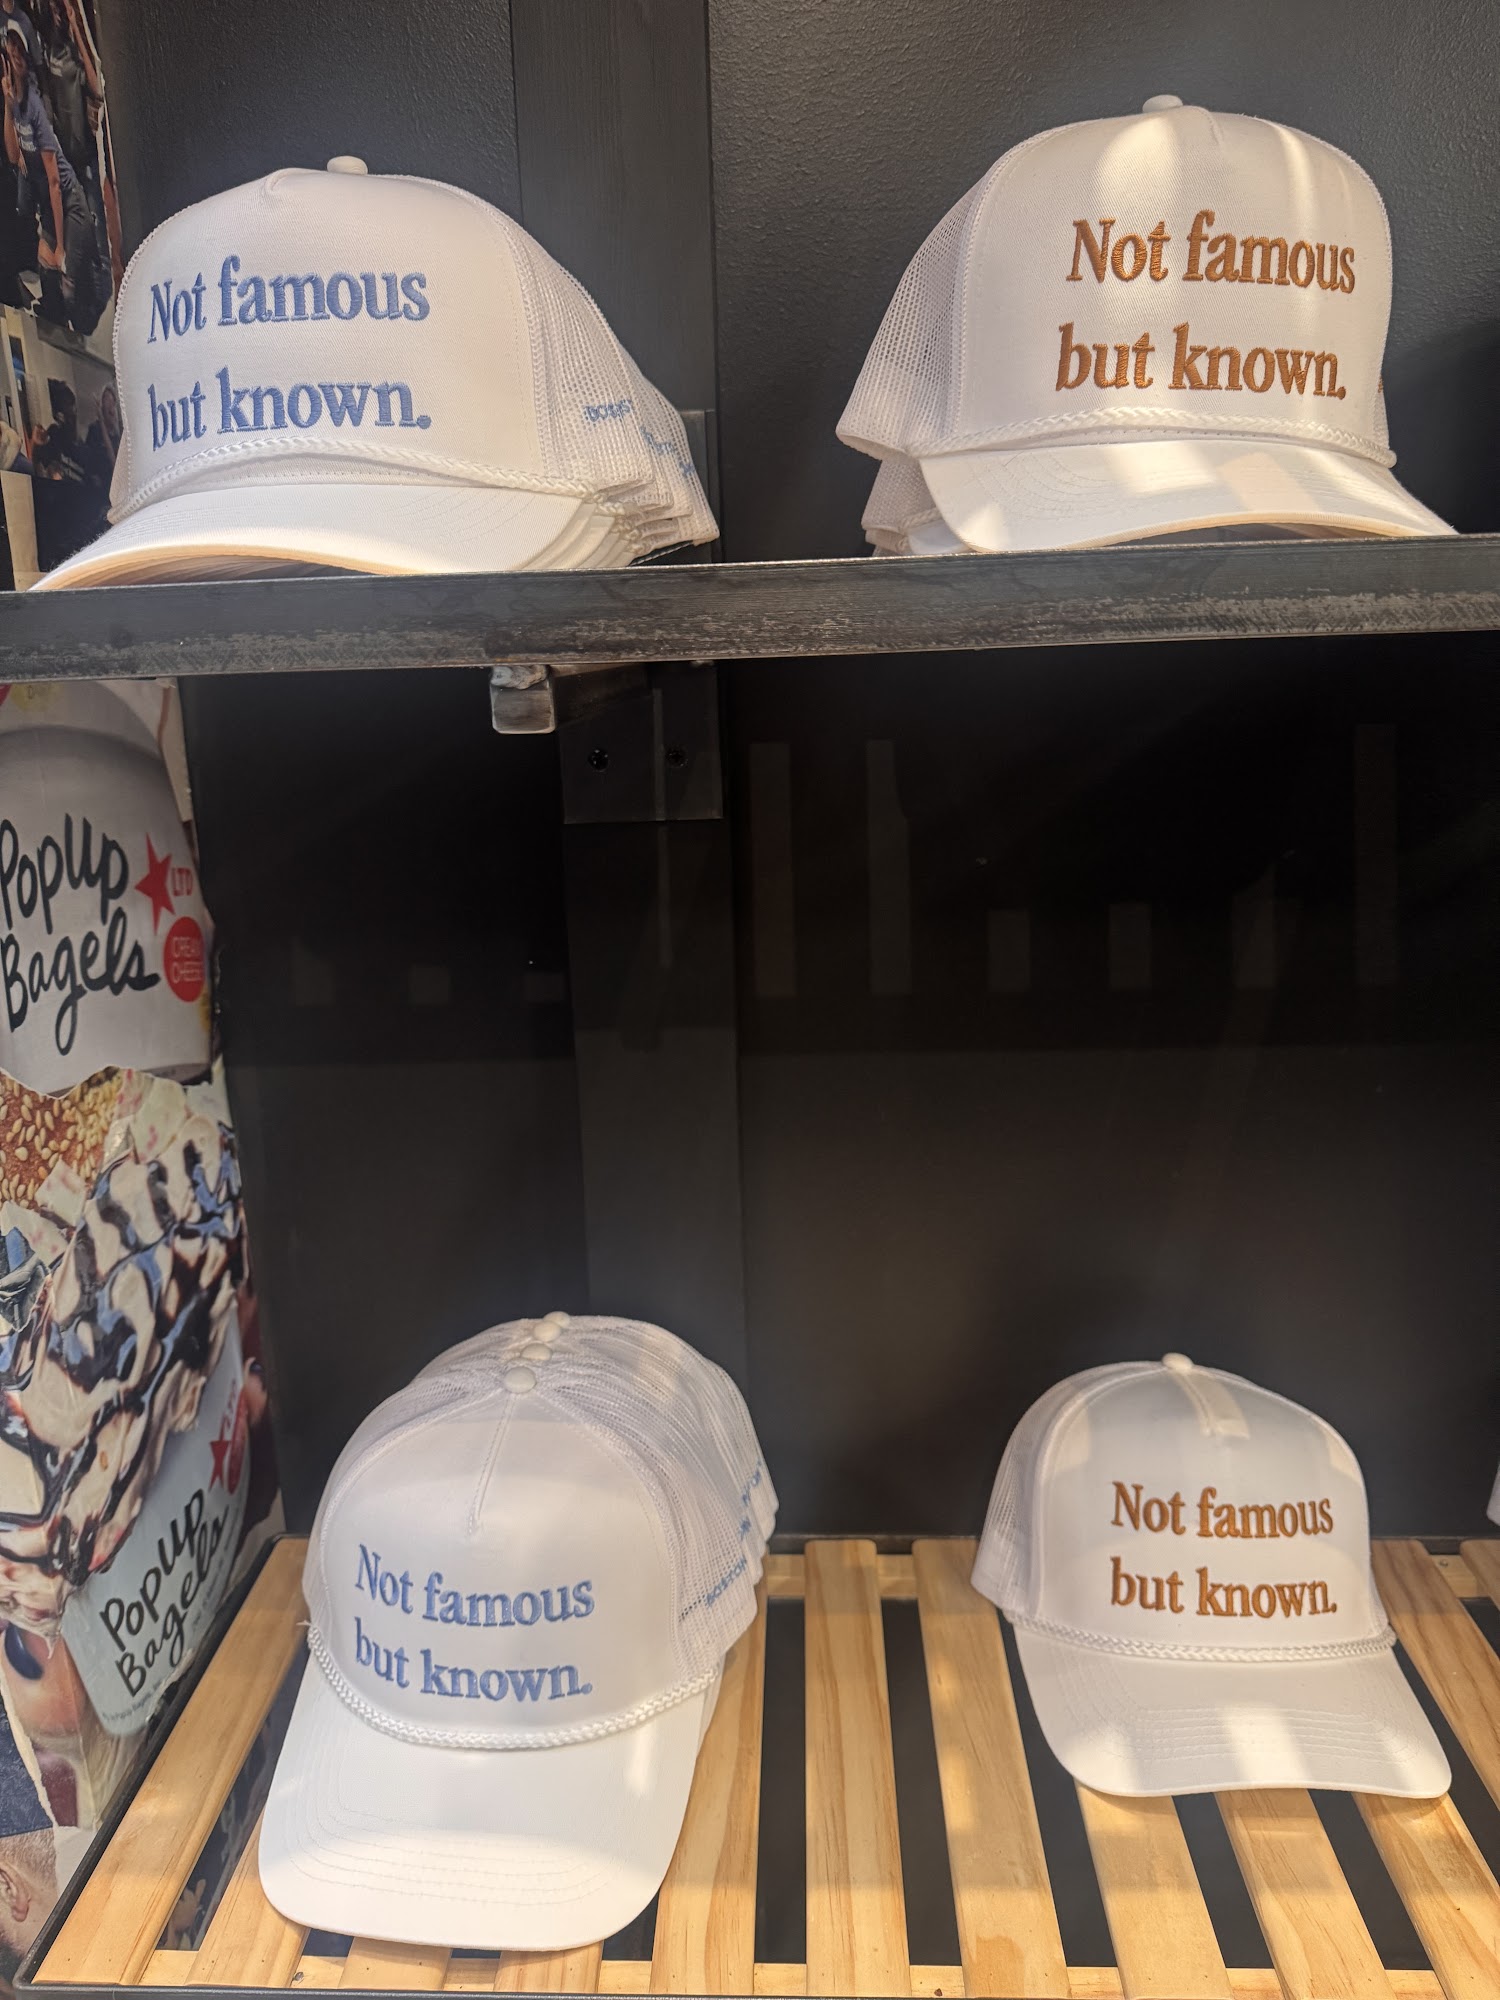 Not famous
but known.
Not famous
but known.
PopUp
Bagels
LTD
CREAM
CHEESE
Not famous
but known.
BOSTON
Not famous
but known.
PopUp
Bagels